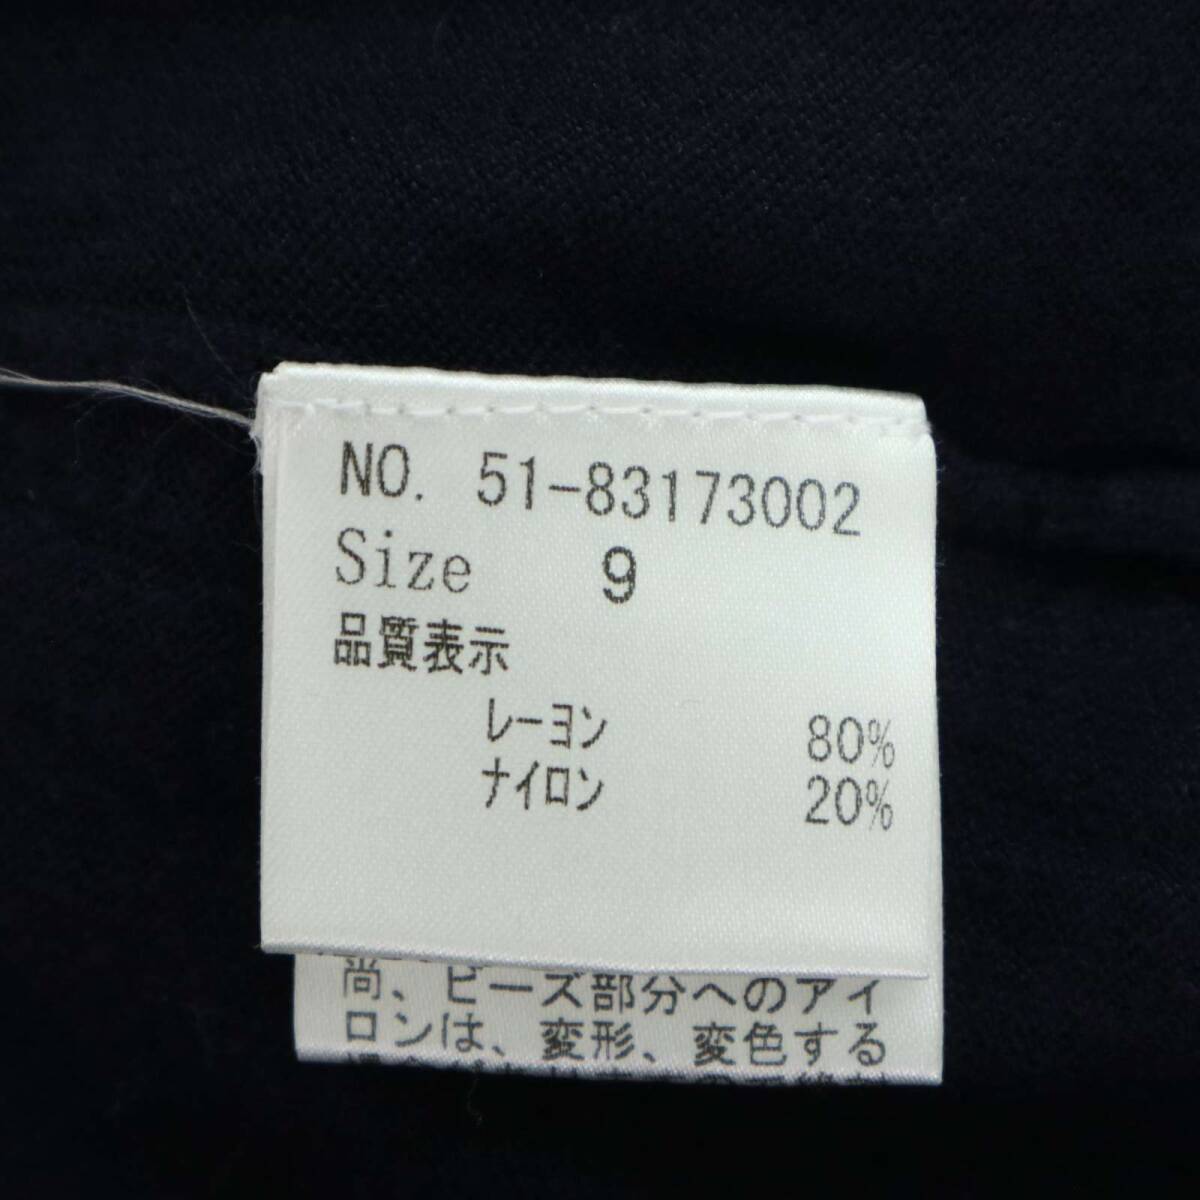 NO. 51-83173002
Size 9
品質表示
レーヨン 80%
ナイロン 20%
尚、ビーズ部分へのアイ
ロンは、変形、変色する